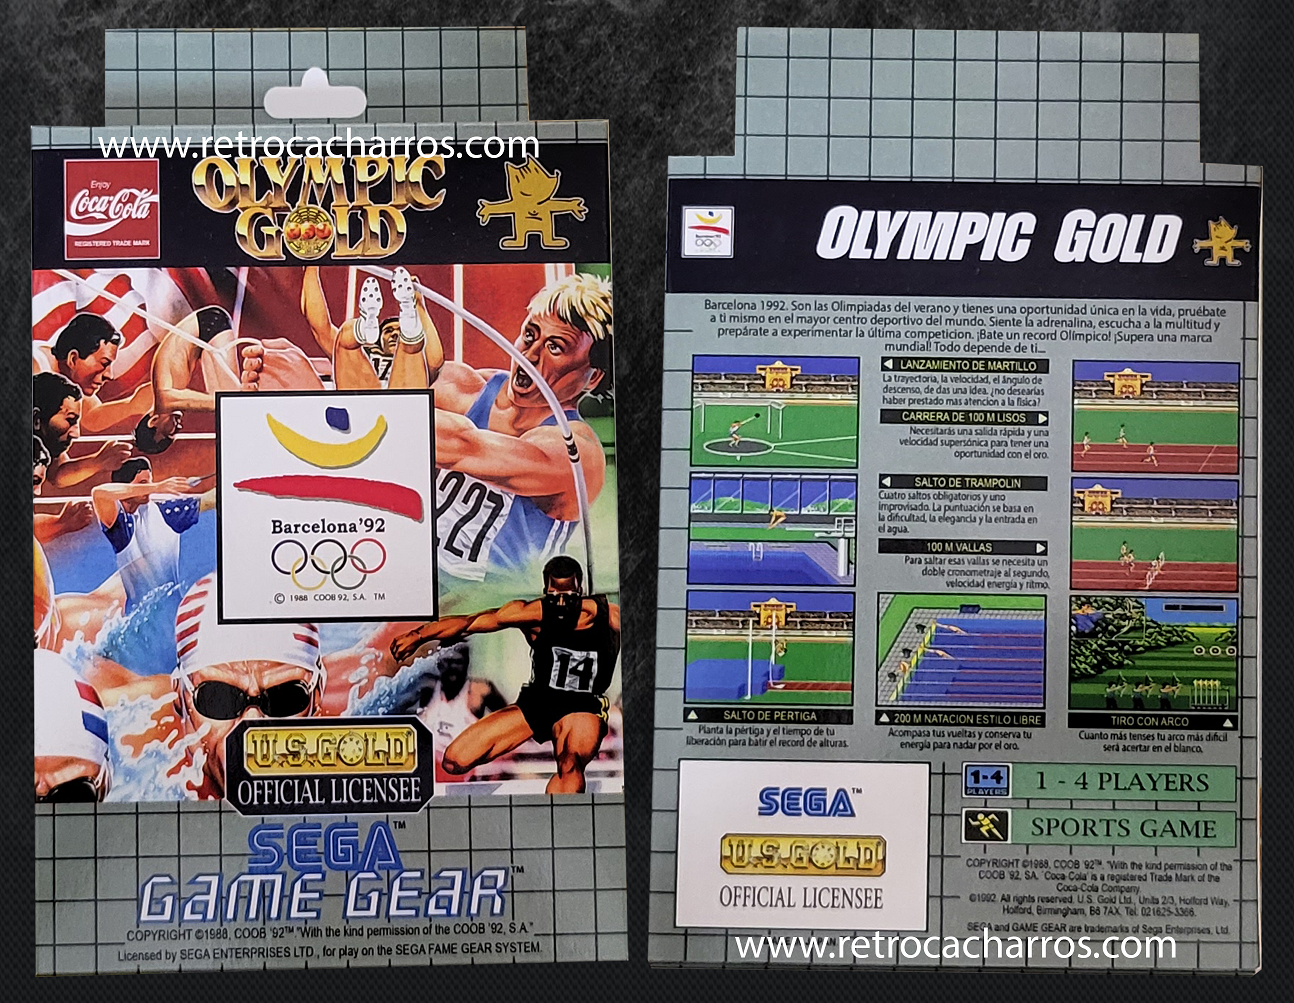 www.retrocacharros.com
Enjoy
Coca-Cola
REGISTERED TRADE MARK
OLYMPIC
GOLD
17
227
Barcelona'92
© 1988 COOB 92, S.A. TM
14
U.S. GOLD
OFFICIAL LICENSEE
SEGA™
GAME GEAR™
COPYRIGHT ©1988, COOB '92™ "With the kind permission of the COOB '92, S.A."
Licensed by SEGA ENTERPRISES LTD., for play on the SEGA FAME GEAR SYSTEM.
Barcelona'92
OLYMPIC GOLD
Barcelona 1992. Son las Olimpiadas del verano y tienes una oportunidad única en la vida, pruébate
a ti mismo en el mayor centro deportivo del mundo. Siente la adrenalina, escucha a la multitud y
prepárate a experimentar la última competicion. ¡Bate un record Olímpico! ¡Supera una marca
mundial! Todo depende de ti...
LANZAMIENTO DE MARTILLO
La trayectoria, la velocidad, el ángulo de
descenso, de das una idea. ¿no desearías
haber prestado mas atencion a la física?
CARRERA DE 100 M LISOS
Necesitarás una salida rápida y una
velocidad supersónica para tener una
oportunidad con el oro.
SALTO DE TRAMPOLIN
Cuatro saltos obligatorios y uno
improvisado. La puntuación se basa en
la dificultad, la elegancia y la entrada en
el agua.
100 M VALLAS
Para saltar esas vallas se necesita un
doble cronometraje al segundo,
velocidad energía y ritmo.
SALTO DE PERTIGA
Planta la pértiga y el tiempo de tu
liberación para batir el record de alturas.
200 M NATACION ESTILO LIBRE
Acompasa tus vueltas y conserva tu
energía para nadar por el oro.
TIRO CON ARCO
Cuanto más tenses tu arco más dificil
será acertar en el blanco.
SEGA™
U.S. GOLD
OFFICIAL LICENSEE
1-4
PLAYERS
1 - 4 PLAYERS
SPORTS GAME
COPYRIGHT ©1988, COOB '92™. "With the kind permission of the
COOB '92, SA. 'Coca-Cola' is a registered Trade Mark of the
Coca-Cola Company.
©1992. All rights reserved. U.S. Gold Ltd., Units 2/3, Holford Way,
Holford, Birmingham, B6 7AX. Tel: 021625-3366.
SEGA and GAME GEAR are trademarks of Sega Enterprises, Ltd.
www.retrocacharros.com